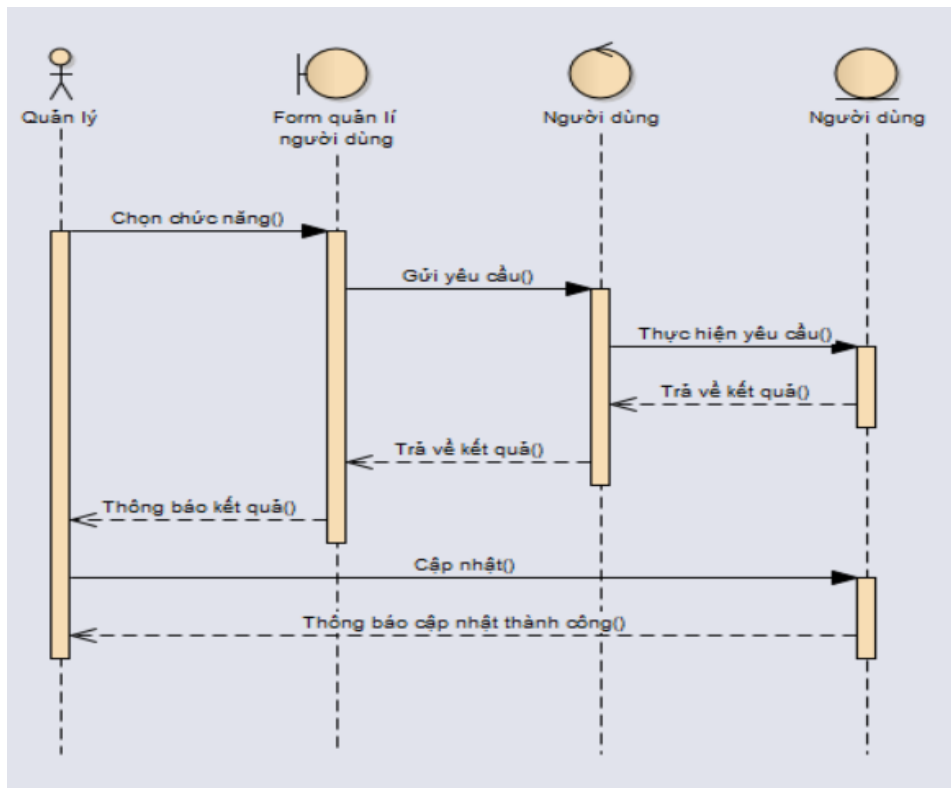 Quản lý
Form quản lí
người dùng
Người dùng
Người dùng
Chọn chức năng()
Gửi yêu cầu()
Thực hiện yêu cầu()
Trả về kết quả()
Trả về kết quả()
Thông báo kết quả()
Cập nhật()
Thông báo cập nhật thành công()